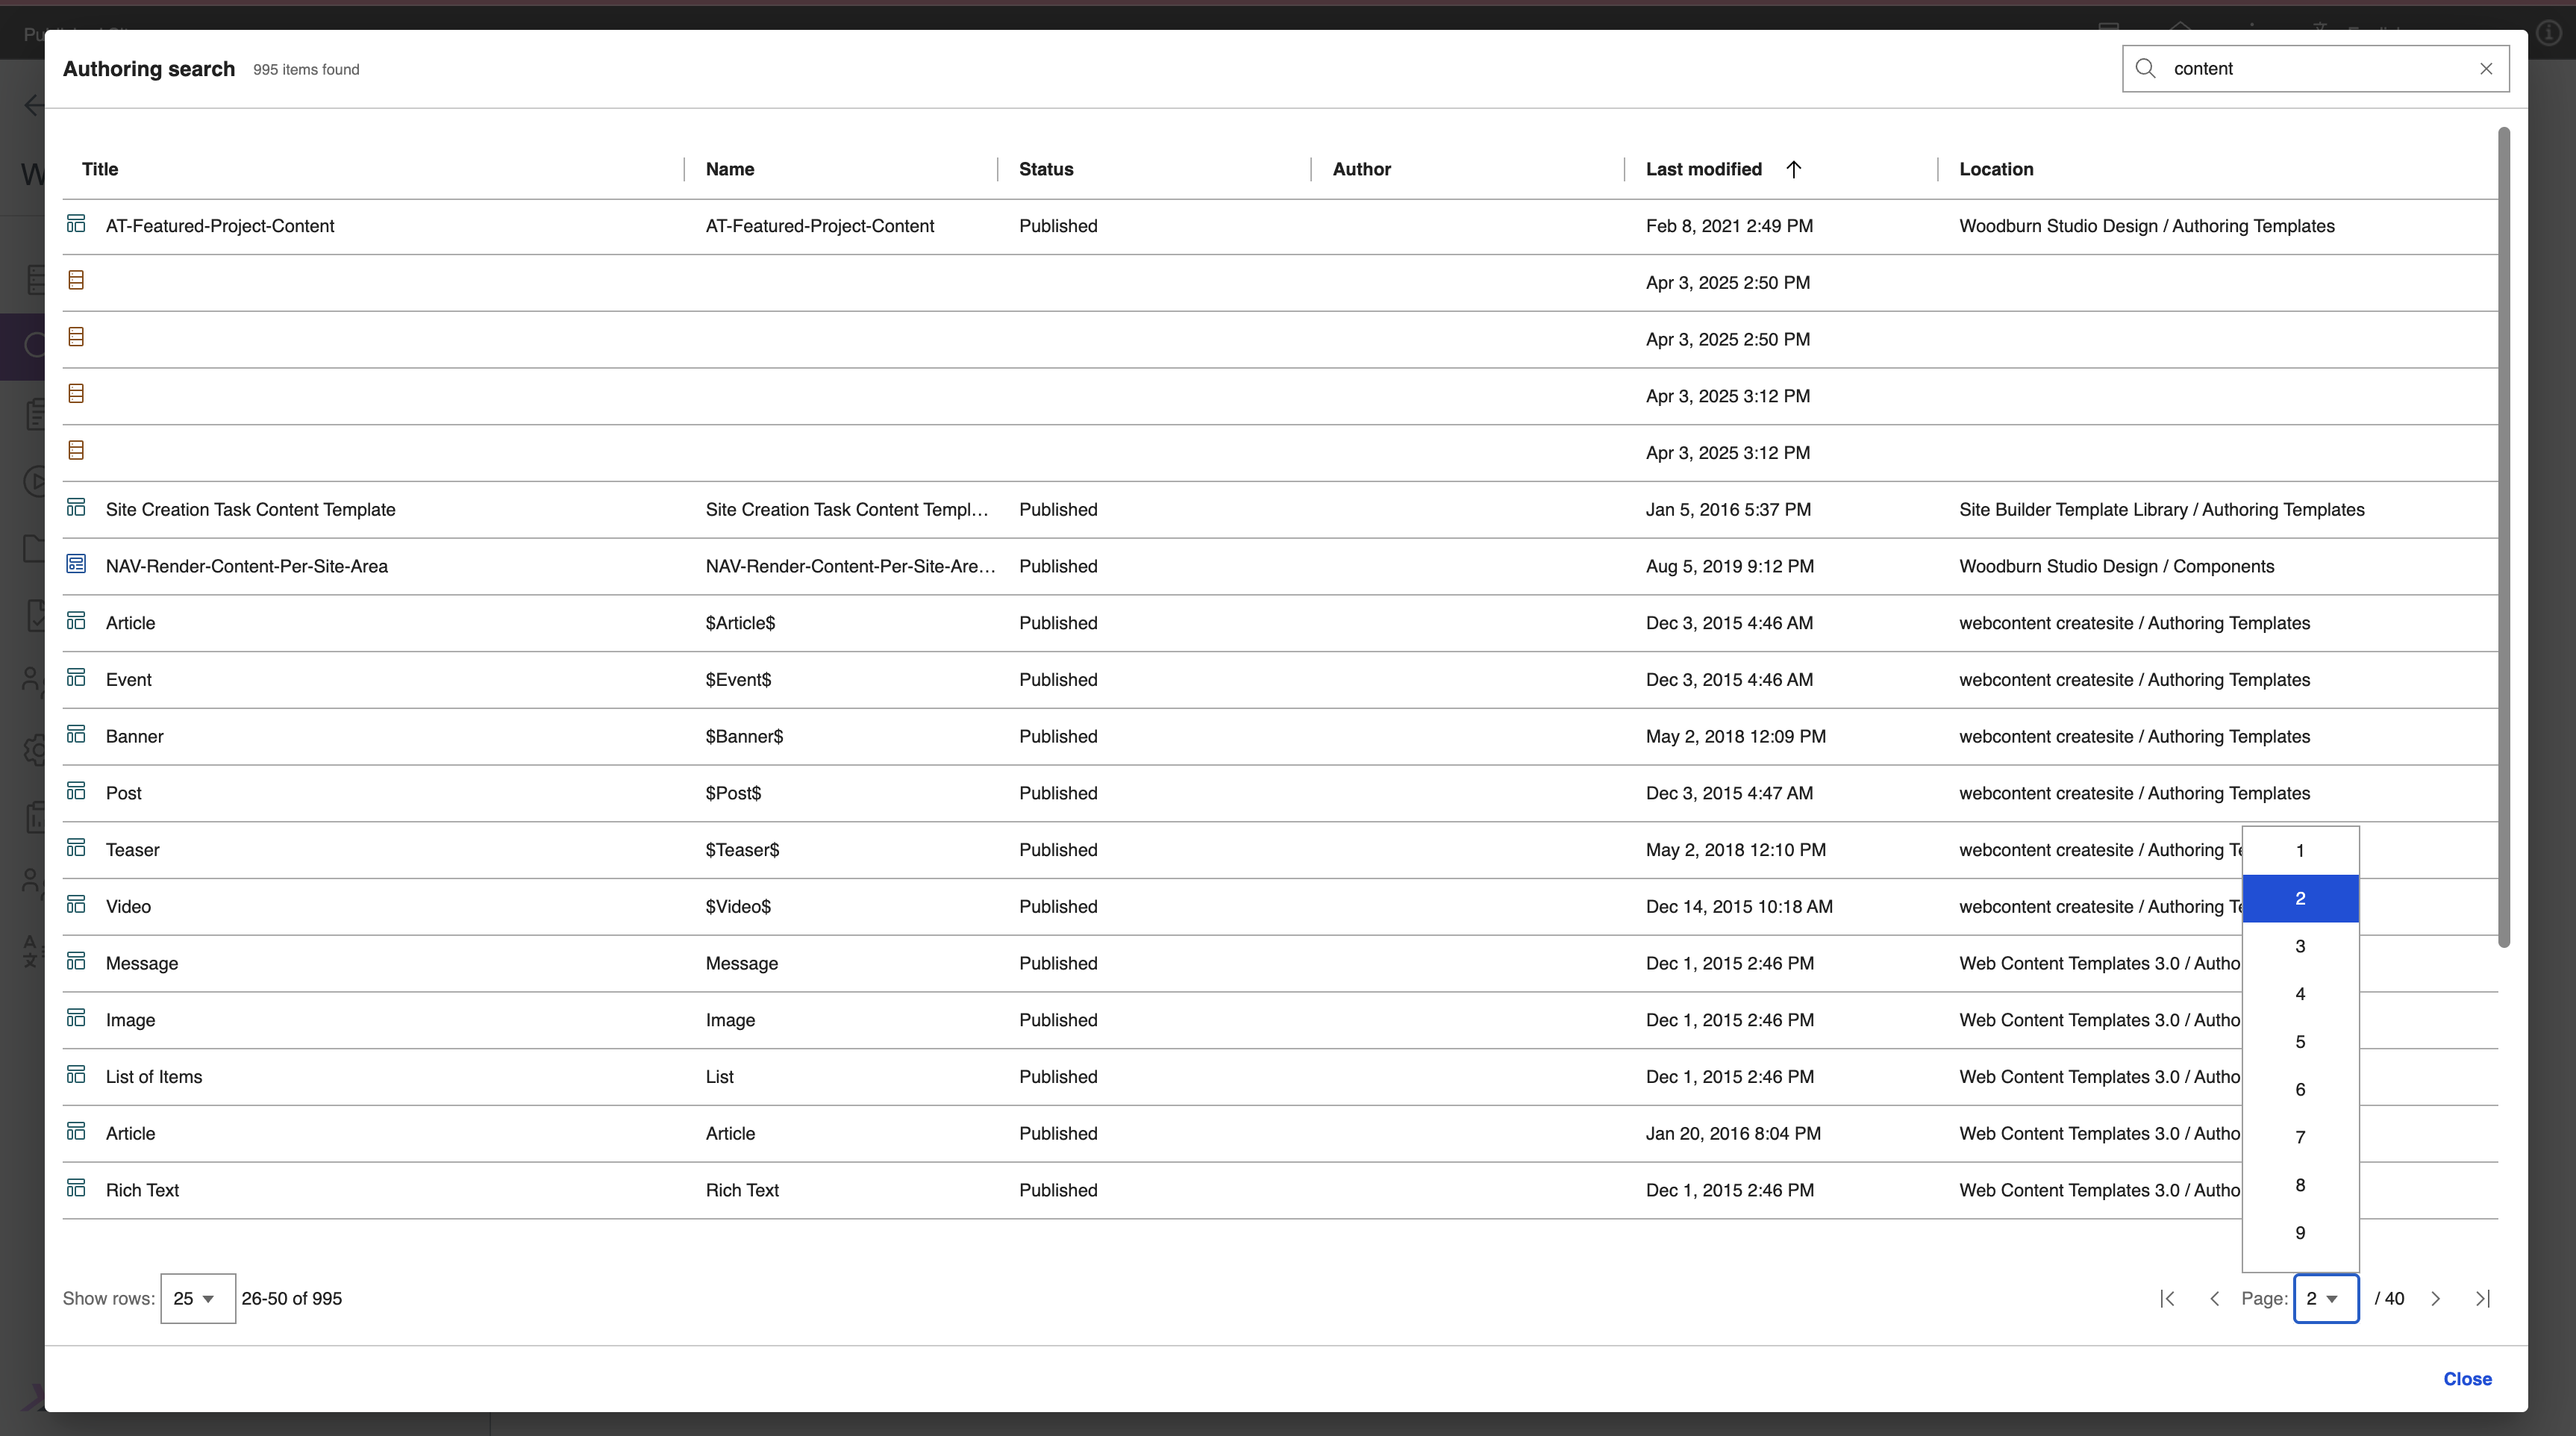 Authoring search 995 items found
content
Title Name Status Author Last modified Location
AT-Featured-Project-Content AT-Featured-Project-Content Published Feb 8, 2021 2:49 PM Woodburn Studio Design / Authoring Templates
Apr 3, 2025 2:50 PM
Apr 3, 2025 2:50 PM
Apr 3, 2025 3:12 PM
Apr 3, 2025 3:12 PM
Site Creation Task Content Template Site Creation Task Content Templ... Published Jan 5, 2016 5:37 PM Site Builder Template Library / Authoring Templates
NAV-Render-Content-Per-Site-Area NAV-Render-Content-Per-Site-Are... Published Aug 5, 2019 9:12 PM Woodburn Studio Design / Components
Article $Article$ Published Dec 3, 2015 4:46 AM webcontent createsite / Authoring Templates
Event $Event$ Published Dec 3, 2015 4:46 AM webcontent createsite / Authoring Templates
Banner $Banner$ Published May 2, 2018 12:09 PM webcontent createsite / Authoring Templates
Post $Post$ Published Dec 3, 2015 4:47 AM webcontent createsite / Authoring Templates
Teaser $Teaser$ Published May 2, 2018 12:10 PM webcontent createsite / Authoring Te
Video $Video$ Published Dec 14, 2015 10:18 AM webcontent createsite / Authoring Te
Message Message Published Dec 1, 2015 2:46 PM Web Content Templates 3.0 / Autho
Image Image Published Dec 1, 2015 2:46 PM Web Content Templates 3.0 / Autho
List of Items List Published Dec 1, 2015 2:46 PM Web Content Templates 3.0 / Autho
Article Article Published Jan 20, 2016 8:04 PM Web Content Templates 3.0 / Autho
Rich Text Rich Text Published Dec 1, 2015 2:46 PM Web Content Templates 3.0 / Autho
1
2
3
4
5
6
7
8
9
Show rows: 25 26-50 of 995 Page: 2 / 40
Close